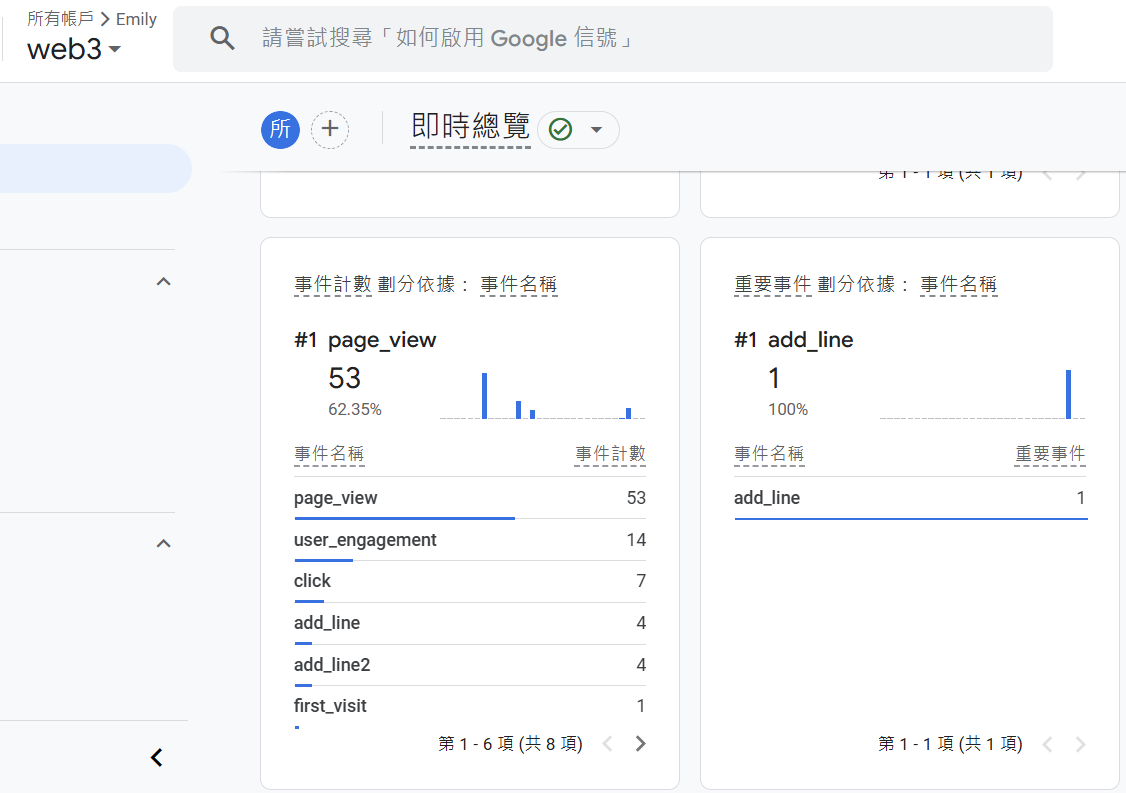 所有帳戶 > Emily
web3
請嘗試搜尋「如何啟用 Google 信號」
所
即時總覽
第 1 - 1 項 (共 1 項)
事件計數 劃分依據： 事件名稱
#1 page_view
53
62.35%
事件名稱 事件計數
page_view 53
user_engagement 14
click 7
add_line 4
add_line2 4
first_visit 1
第 1 - 6 項 (共 8 項)
重要事件 劃分依據： 事件名稱
#1 add_line
1
100%
事件名稱 重要事件
add_line 1
第 1 - 1 項 (共 1 項)